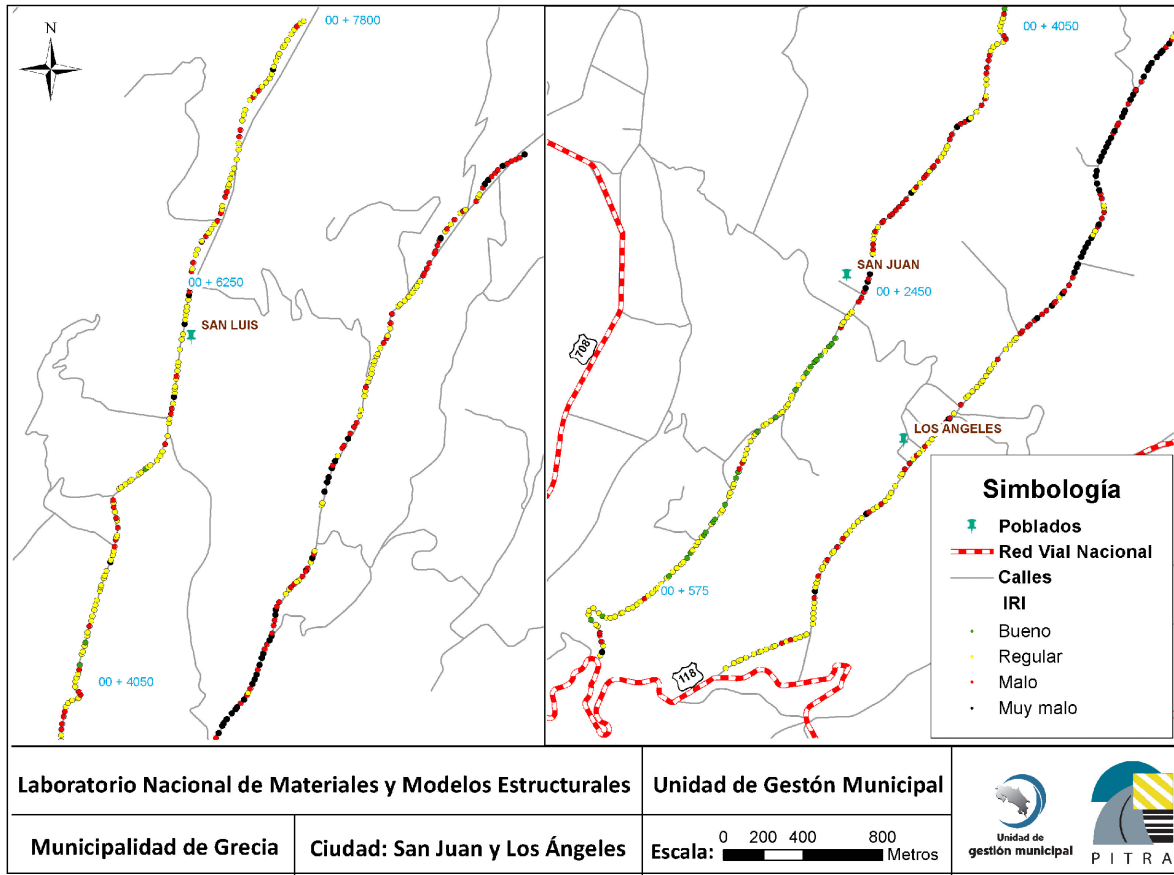 N
00 + 7800
00 + 6250
SAN LUIS
00 + 4050
00 + 4050
SAN JUAN
00 + 2450
708
LOS ANGELES
00 + 575
118
Simbología
Poblados
Red Vial Nacional
Calles
IRI
Bueno
Regular
Malo
Muy malo
Laboratorio Nacional de Materiales y Modelos Estructurales
Unidad de Gestón Municipal
Municipalidad de Grecia
Ciudad: San Juan y Los Ángeles
Escala:
0 200 400 800
Metros
Unidad de
gestión municipal
PITRA